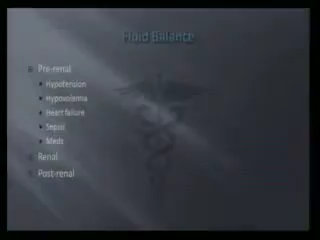 Fluid Balance
Pre-renal
Hypotension
Hypovolemia
Heart failure
Sepsis
Meds
Renal
Post-renal